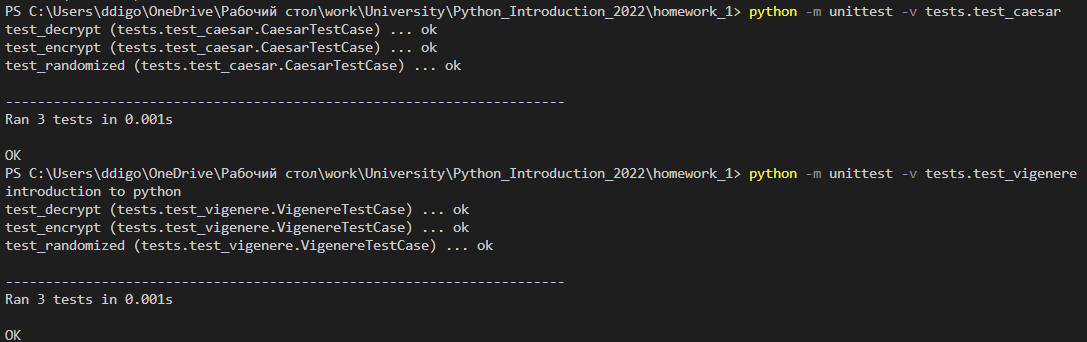 PS C:\Users\ddigo\OneDrive\Рабочий стол\work\University\Python_Introduction_2022\homework_1> python -m unittest -v tests.test_caesar
test_decrypt (tests.test_caesar.CaesarTestCase) ... ok
test_encrypt (tests.test_caesar.CaesarTestCase) ... ok
test_randomized (tests.test_caesar.CaesarTestCase) ... ok
----------------------------------------------------------------------
Ran 3 tests in 0.001s
OK
PS C:\Users\ddigo\OneDrive\Рабочий стол\work\University\Python_Introduction_2022\homework_1> python -m unittest -v tests.test_vigenere
introduction to python
test_decrypt (tests.test_vigenere.VigenereTestCase) ... ok
test_encrypt (tests.test_vigenere.VigenereTestCase) ... ok
test_randomized (tests.test_vigenere.VigenereTestCase) ... ok
----------------------------------------------------------------------
Ran 3 tests in 0.001s
OK